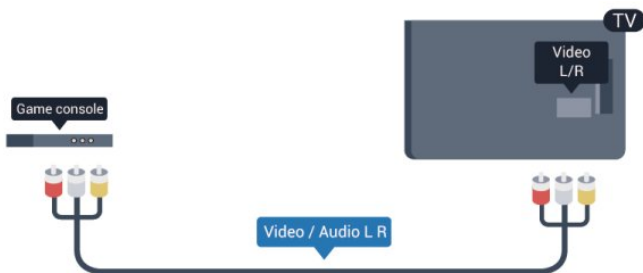 TV
Video
L/R
Game console
Video / Audio L R